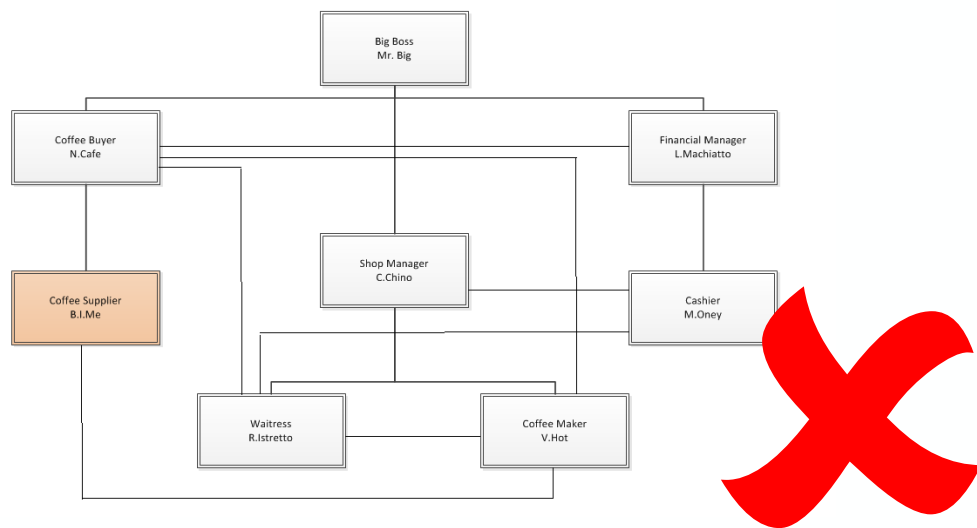 Big Boss
Mr. Big
Coffee Buyer
N.Cafe
Financial Manager
L.Machiatto
Shop Manager
C.Chino
Coffee Supplier
B.I.Me
Cashier
M.Oney
Waitress
R.Istretto
Coffee Maker
V.Hot